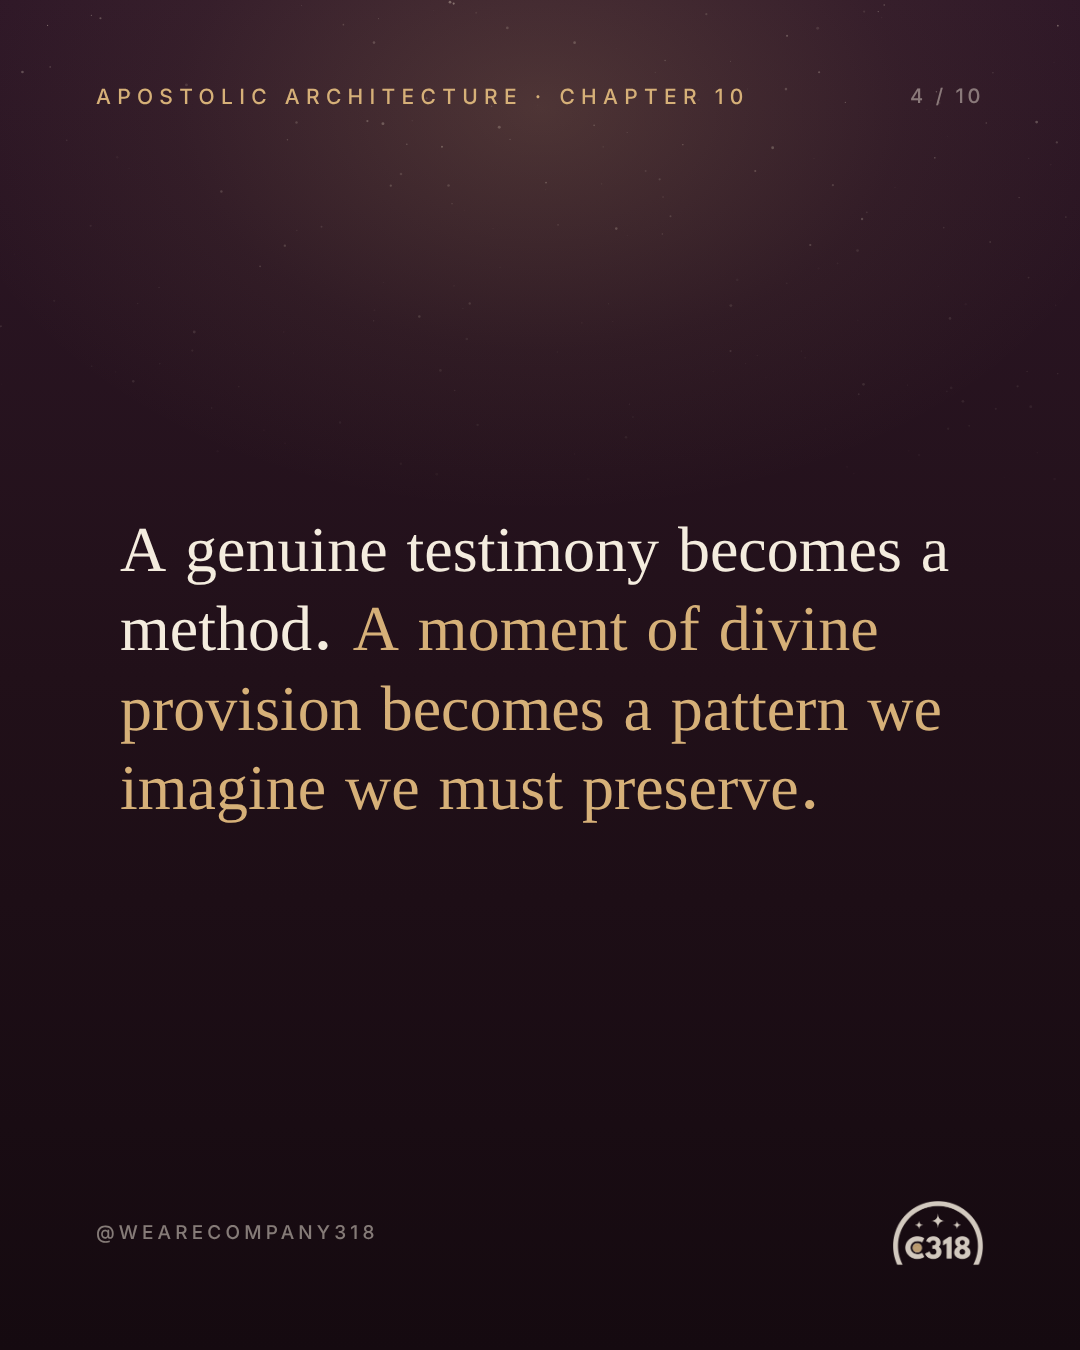 APOSTOLIC ARCHITECTURE · CHAPTER 10
4 / 10
A genuine testimony becomes a
method. A moment of divine
provision becomes a pattern we
imagine we must preserve.
@WEARECOMPANY318
C318